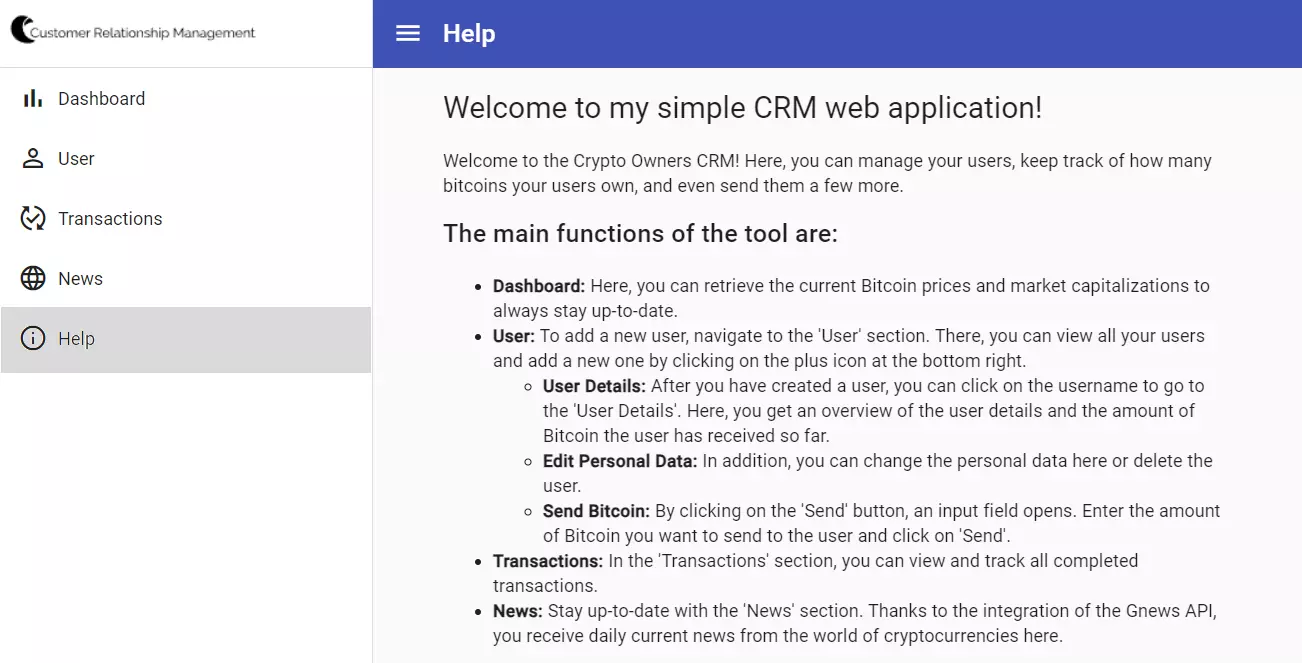 Customer Relationship Management
Dashboard
User
Transactions
News
Help
Help
Welcome to my simple CRM web application!
Welcome to the Crypto Owners CRM! Here, you can manage your users, keep track of how many
bitcoins your users own, and even send them a few more.
The main functions of the tool are:
Dashboard: Here, you can retrieve the current Bitcoin prices and market capitalizations to
always stay up-to-date.
User: To add a new user, navigate to the 'User' section. There, you can view all your users
and add a new one by clicking on the plus icon at the bottom right.
User Details: After you have created a user, you can click on the username to go to
the 'User Details'. Here, you get an overview of the user details and the amount of
Bitcoin the user has received so far.
Edit Personal Data: In addition, you can change the personal data here or delete the
user.
Send Bitcoin: By clicking on the 'Send' button, an input field opens. Enter the amount
of Bitcoin you want to send to the user and click on 'Send'.
Transactions: In the 'Transactions' section, you can view and track all completed
transactions.
News: Stay up-to-date with the 'News' section. Thanks to the integration of the Gnews API,
you receive daily current news from the world of cryptocurrencies here.